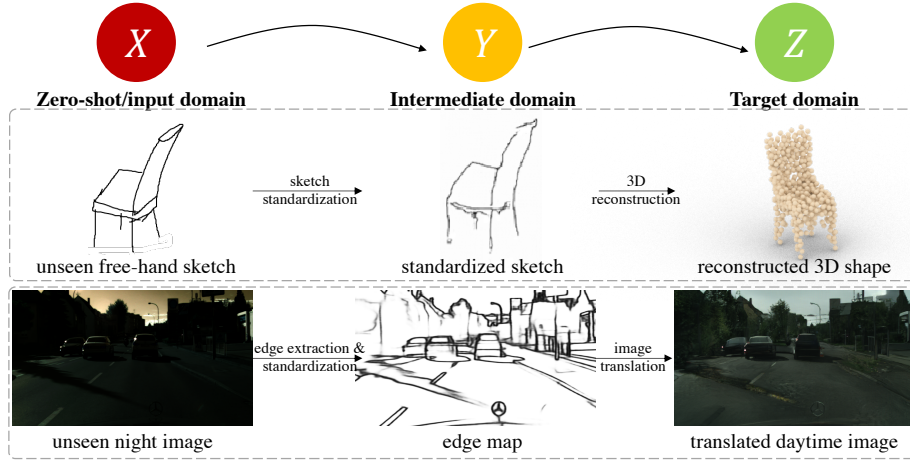 X Y Z
Zero-shot/input domain Intermediate domain Target domain
sketch
standardization
3D
reconstruction
unseen free-hand sketch standardized sketch reconstructed 3D shape
edge extraction &
standardization
image
translation
unseen night image edge map translated daytime image